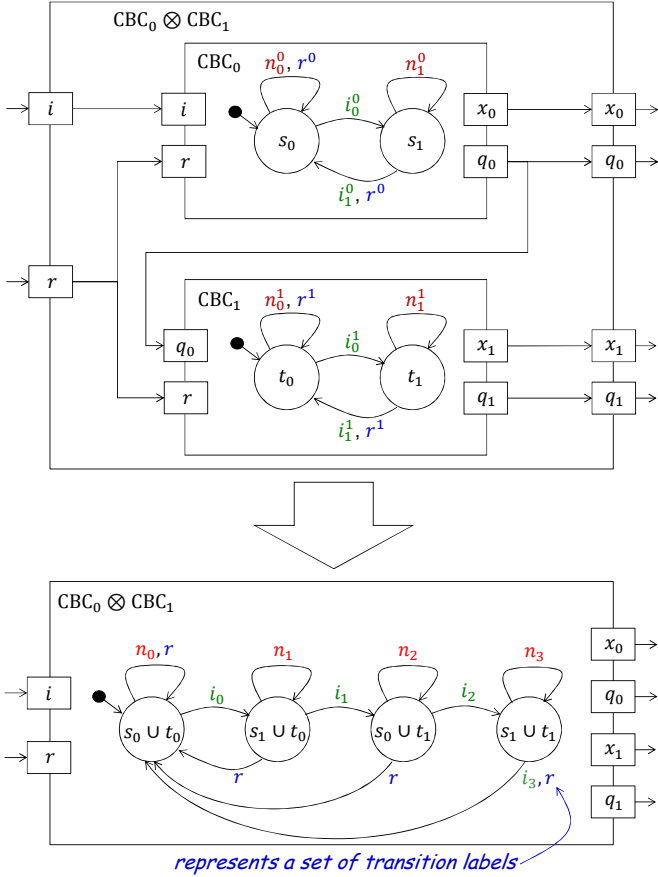 CBC₀ ⊗ CBC₁
CBC₀
n₀⁰, r⁰
n₁⁰
i
i
i₀⁰
x₀
x₀
s₀
s₁
r
q₀
q₀
i₁⁰, r⁰
r
CBC₁
n₀¹, r¹
n₁¹
q₀
i₀¹
x₁
x₁
t₀
t₁
r
q₁
q₁
i₁¹, r¹
CBC₀ ⊗ CBC₁
n₀, r
n₁
n₂
n₃
x₀
i
i₀
i₁
i₂
q₀
s₀ ∪ t₀
s₁ ∪ t₀
s₀ ∪ t₁
s₁ ∪ t₁
r
x₁
r
r
i₃, r
q₁
represents a set of transition labels